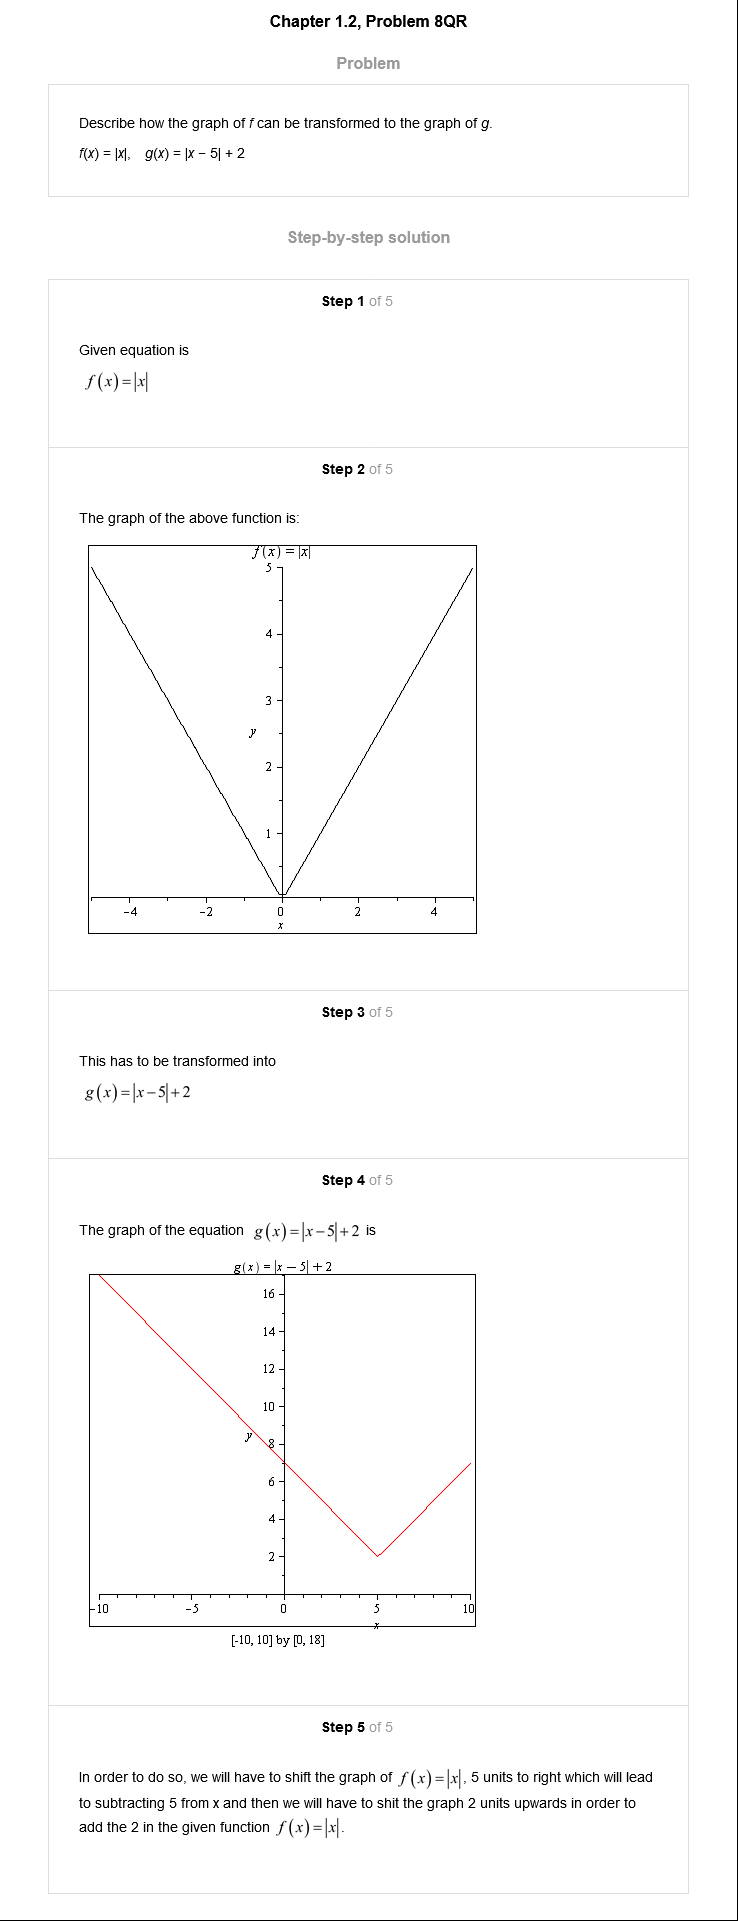 Chapter 1.2, Problem 8QR
Problem
Describe how the graph of f can be transformed to the graph of g.
f(x) = |x|, g(x) = |x − 5| + 2
Step-by-step solution
Step 1 of 5
Given equation is
f(x)=|x|
Step 2 of 5
The graph of the above function is:
f(x) = |x|
5
4
3
y
2
1
−4 −2 0 2 4
x
Step 3 of 5
This has to be transformed into
g(x)=|x−5|+2
Step 4 of 5
The graph of the equation g(x)=|x−5|+2 is
g(x) = |x − 5| + 2
16
14
12
10
y
8
6
4
2
−10 −5 0 5 10
x
[-10, 10] by [0, 18]
Step 5 of 5
In order to do so, we will have to shift the graph of f(x)=|x|, 5 units to right which will lead
to subtracting 5 from x and then we will have to shit the graph 2 units upwards in order to
add the 2 in the given function f(x)=|x|.